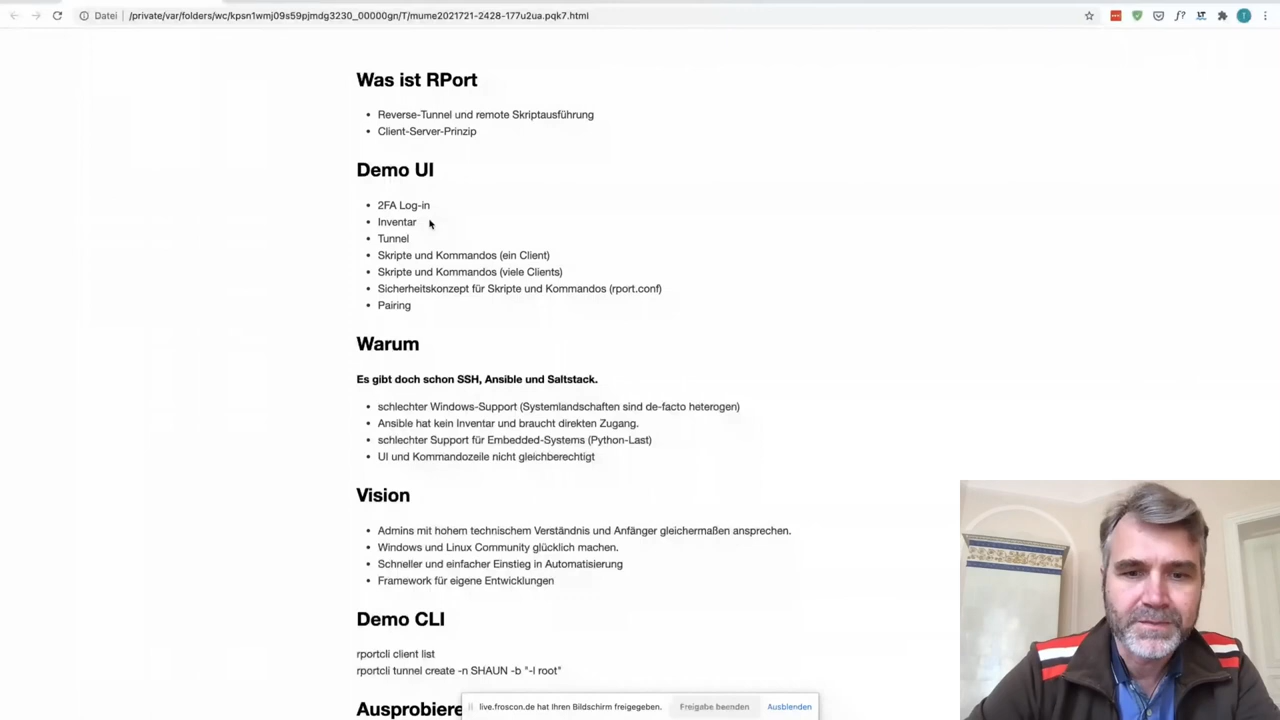 Datei
/private/var/folders/wc/kpsn1wmj09s59pjmdg3230_00000gn/T/mume2021721-2428-177u2ua.pqk7.html
Was ist RPort
Reverse-Tunnel und remote Skriptausführung
Client-Server-Prinzip
Demo UI
2FA Log-in
Inventar
Tunnel
Skripte und Kommandos (ein Client)
Skripte und Kommandos (viele Clients)
Sicherheitskonzept für Skripte und Kommandos (rport.conf)
Pairing
Warum
Es gibt doch schon SSH, Ansible und Saltstack.
schlechter Windows-Support (Systemlandschaften sind de-facto heterogen)
Ansible hat kein Inventar und braucht direkten Zugang.
schlechter Support für Embedded-Systems (Python-Last)
UI und Kommandozeile nicht gleichberechtigt
Vision
Admins mit hohem technischem Verständnis und Anfänger gleichermaßen ansprechen.
Windows und Linux Community glücklich machen.
Schneller und einfacher Einstieg in Automatisierung
Framework für eigene Entwicklungen
Demo CLI
rportcli client list
rportcli tunnel create -n SHAUN -b "-l root"
Ausprobiere
live.froscon.de hat Ihren Bildschirm freigegeben.
Freigabe beenden
Ausblenden